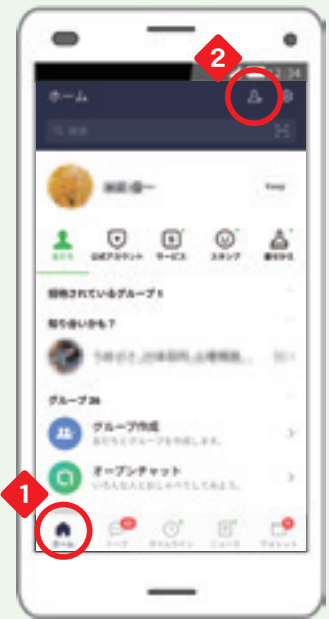 2
12:34
ホーム
検索
Keep
友だち 公式アカウント サービス スタンプ 着せかえ
招待されているグループ 1
知り合いかも?
グループ 26
グループ作成
友だちとグループを作成します。
オープンチャット
いろんな人とおしゃべりしてみよう。
1
ホーム トーク タイムライン ニュース ウォレット